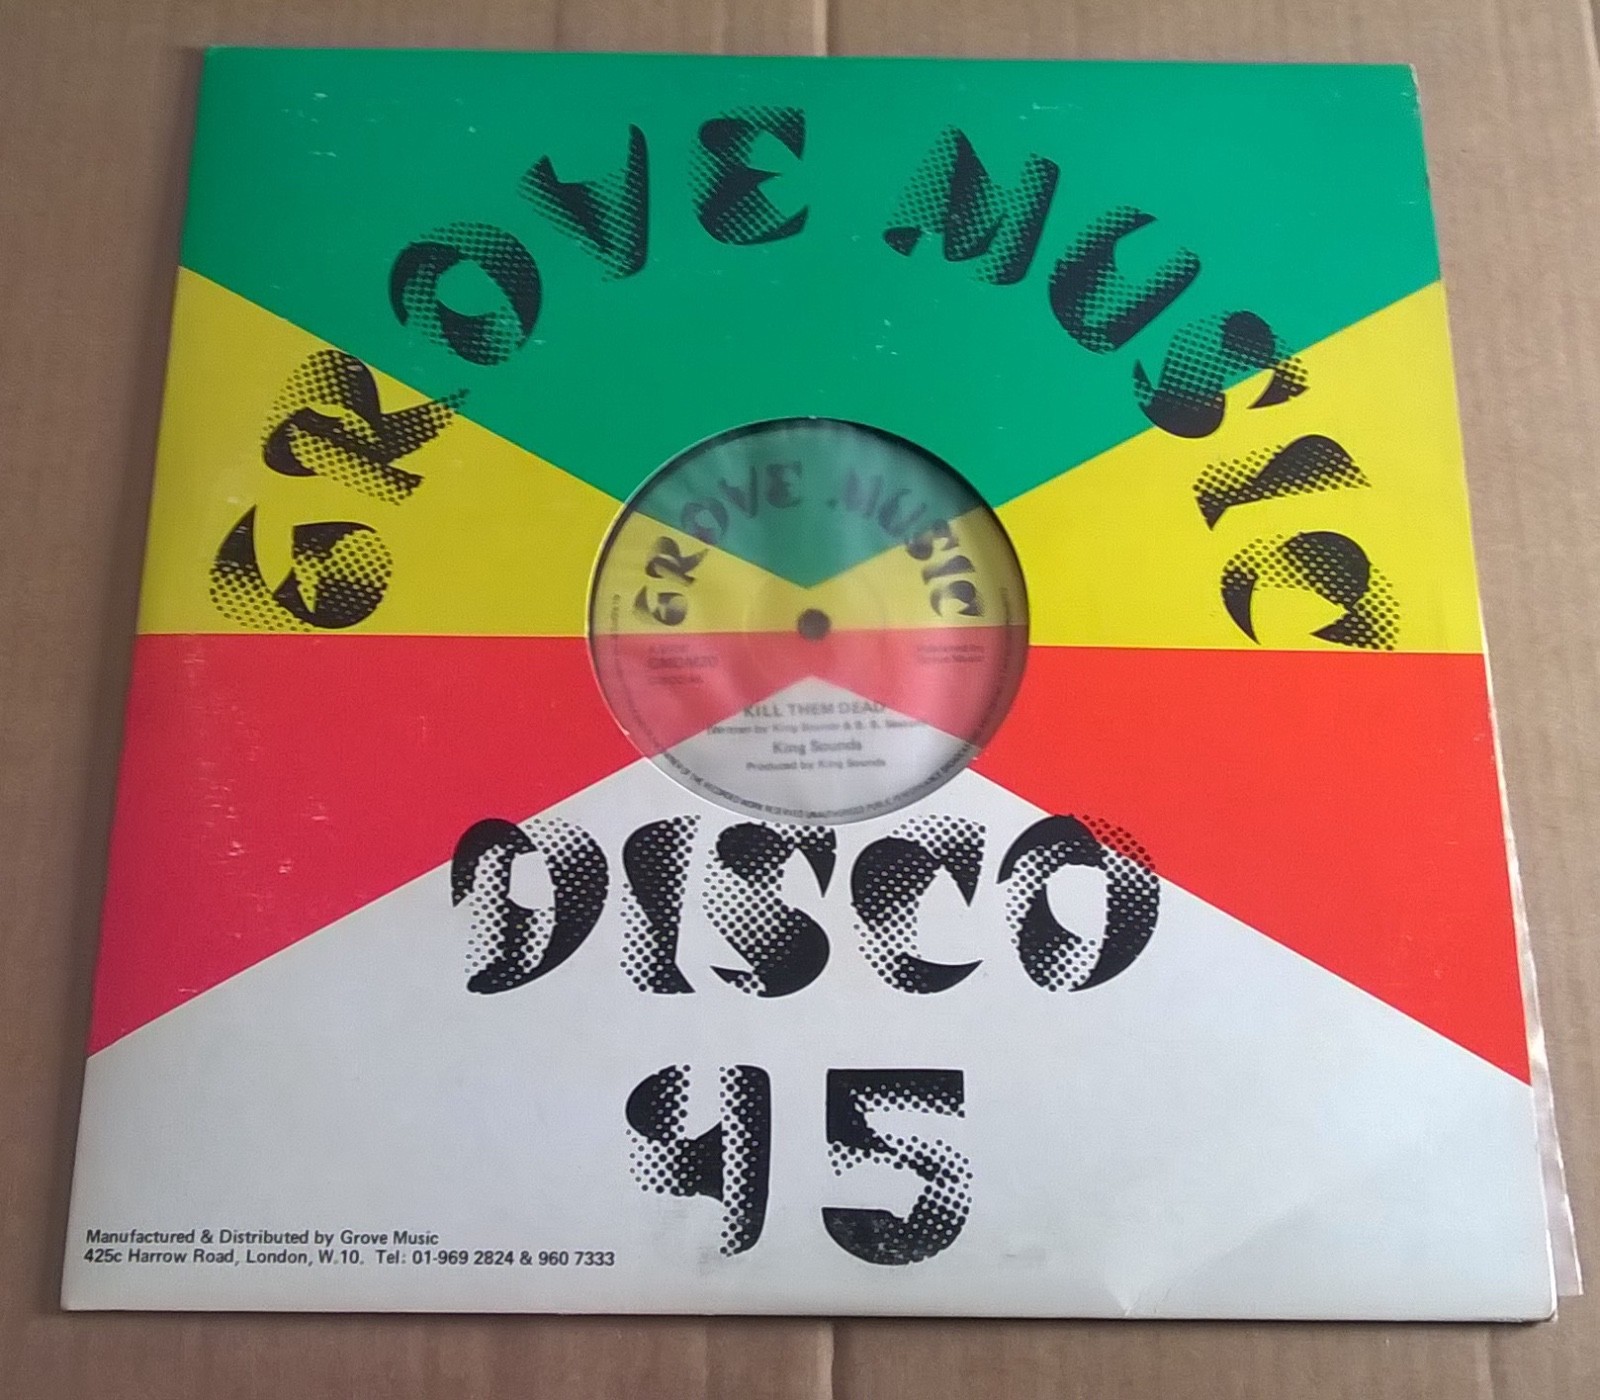 GROVE MUSIC
GROVE MUSIC
GMDM20
KILL THEM DEAD
King Sounds
Produced by King Sounds
DISCO
45
Manufactured & Distributed by Grove Music
425c Harrow Road, London, W.10. Tel: 01-969 2824 & 960 7333